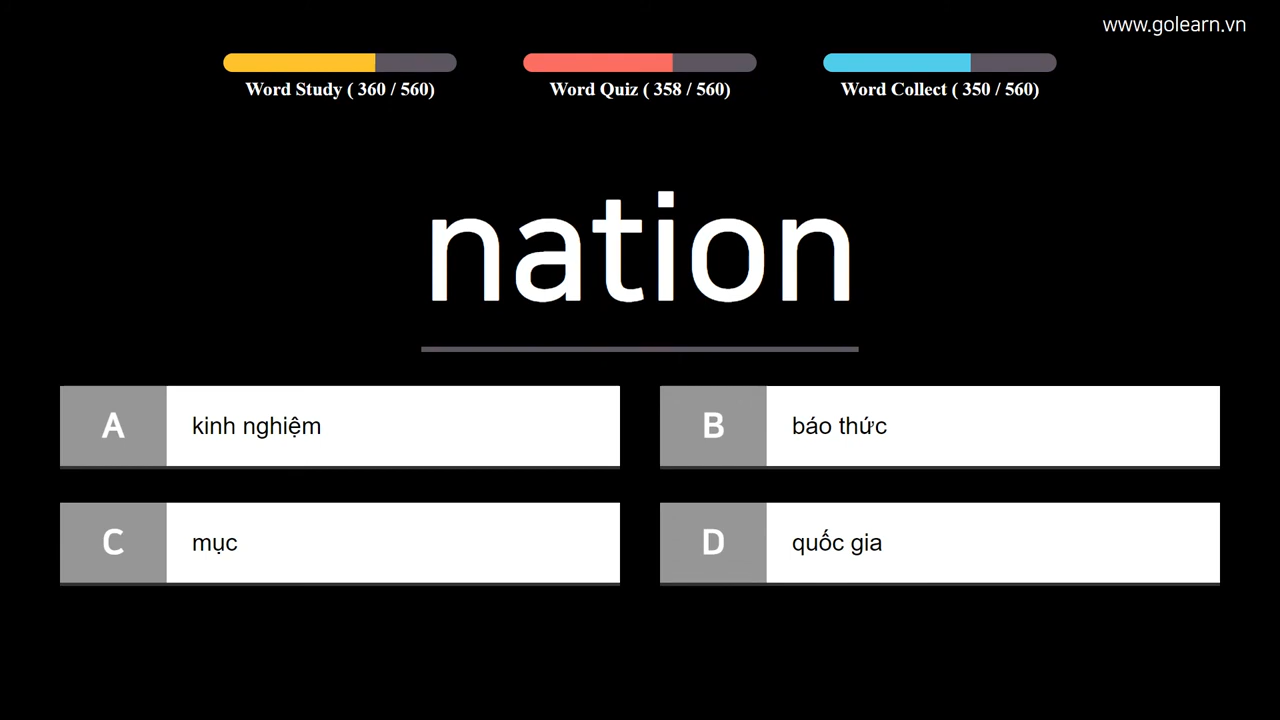 www.golearn.vn
Word Study ( 360 / 560)
Word Quiz ( 358 / 560)
Word Collect ( 350 / 560)
nation
A kinh nghiệm
B báo thức
C mục
D quốc gia